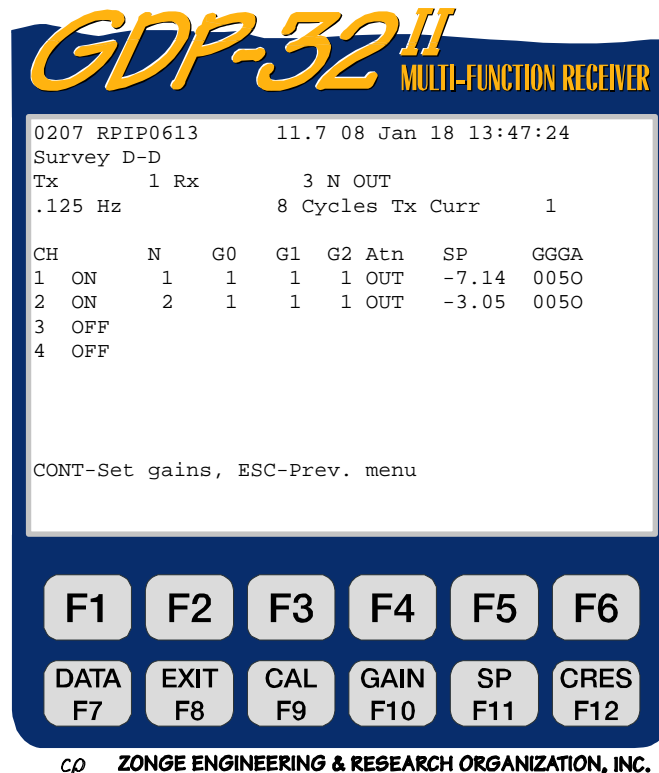 GDP-32 II
MULTI-FUNCTION RECEIVER
0207 RPIP0613 11.7 08 Jan 18 13:47:24
Survey D-D
Tx 1 Rx 3 N OUT
.125 Hz 8 Cycles Tx Curr 1
CH N G0 G1 G2 Atn SP GGGA
1 ON 1 1 1 1 OUT -7.14 005O
2 ON 2 1 1 1 OUT -3.05 005O
3 OFF
4 OFF
CONT-Set gains, ESC-Prev. menu
F1 F2 F3 F4 F5 F6
DATA EXIT CAL GAIN SP CRES
F7 F8 F9 F10 F11 F12
ZONGE ENGINEERING & RESEARCH ORGANIZATION, INC.